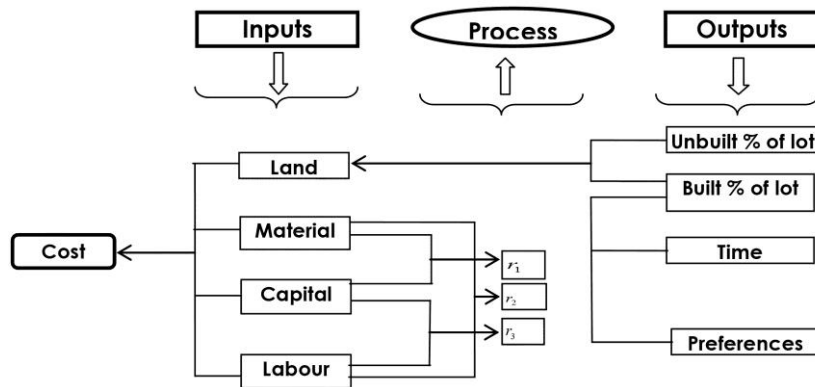 Inputs
Process
Outputs
Unbuilt % of lot
Land
Built % of lot
Material
Cost
Time
r₁
Capital
r₂
r₃
Preferences
Labour